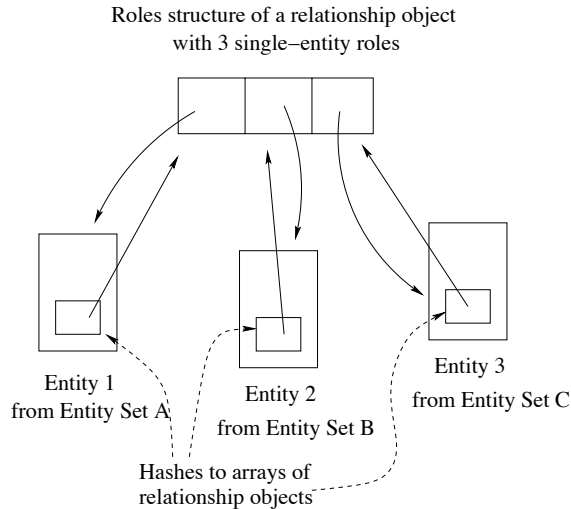 Roles structure of a relationship object
with 3 single−entity roles
Entity 1
from Entity Set A
Entity 2
from Entity Set B
Entity 3
from Entity Set C
Hashes to arrays of
relationship objects